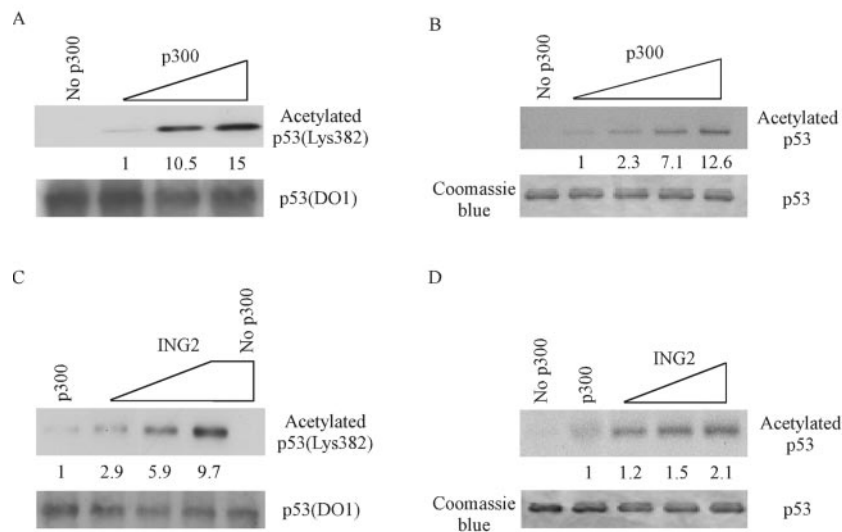 A
No p300
p300
Acetylated
p53(Lys382)
1 10.5 15
p53(DO1)
B
No p300
p300
Acetylated
p53
1 2.3 7.1 12.6
Coomassie
blue
p53
C
p300
ING2
No p300
Acetylated
p53(Lys382)
1 2.9 5.9 9.7
p53(DO1)
D
No p300
p300
ING2
Acetylated
p53
1 1.2 1.5 2.1
Coomassie
blue
p53